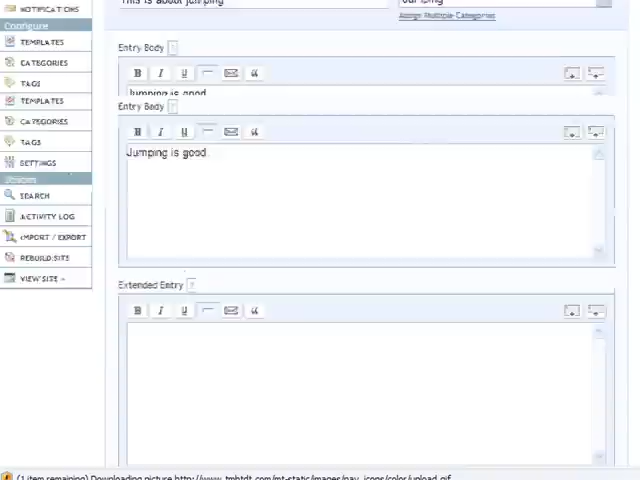 NOTIFICATIONS
This is about jumping
Assign Multiple Categories
Configure
TEMPLATES
CATEGORIES
TAGS
TEMPLATES
CATEGORIES
TAGS
SETTINGS
SEARCH
ACTIVITY LOG
IMPORT / EXPORT
REBUILD SITE
VIEW SITE
Entry Body ?
B I U
Jumping is good.
Entry Body ?
B I U
Jumping is good.
Extended Entry ?
B I U
(1 item remaining) Downloading picture http://www.tmhtdt.com/mt-static/images/nav_icons/color/upload.gif